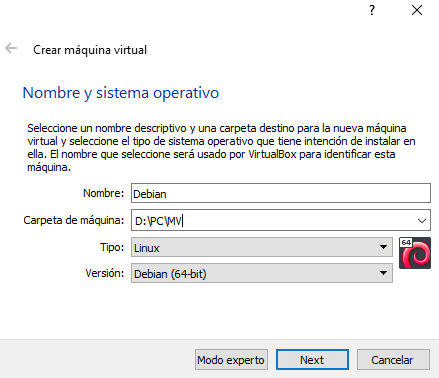 ?
Crear máquina virtual
Nombre y sistema operativo
Seleccione un nombre descriptivo y una carpeta destino para la nueva máquina
virtual y seleccione el tipo de sistema operativo que tiene intención de instalar en
ella. El nombre que seleccione será usado por VirtualBox para identificar esta
máquina.
Nombre: Debian
Carpeta de máquina: D:\PC\MV
Tipo: Linux
64
Versión: Debian (64-bit)
Modo experto Next Cancelar